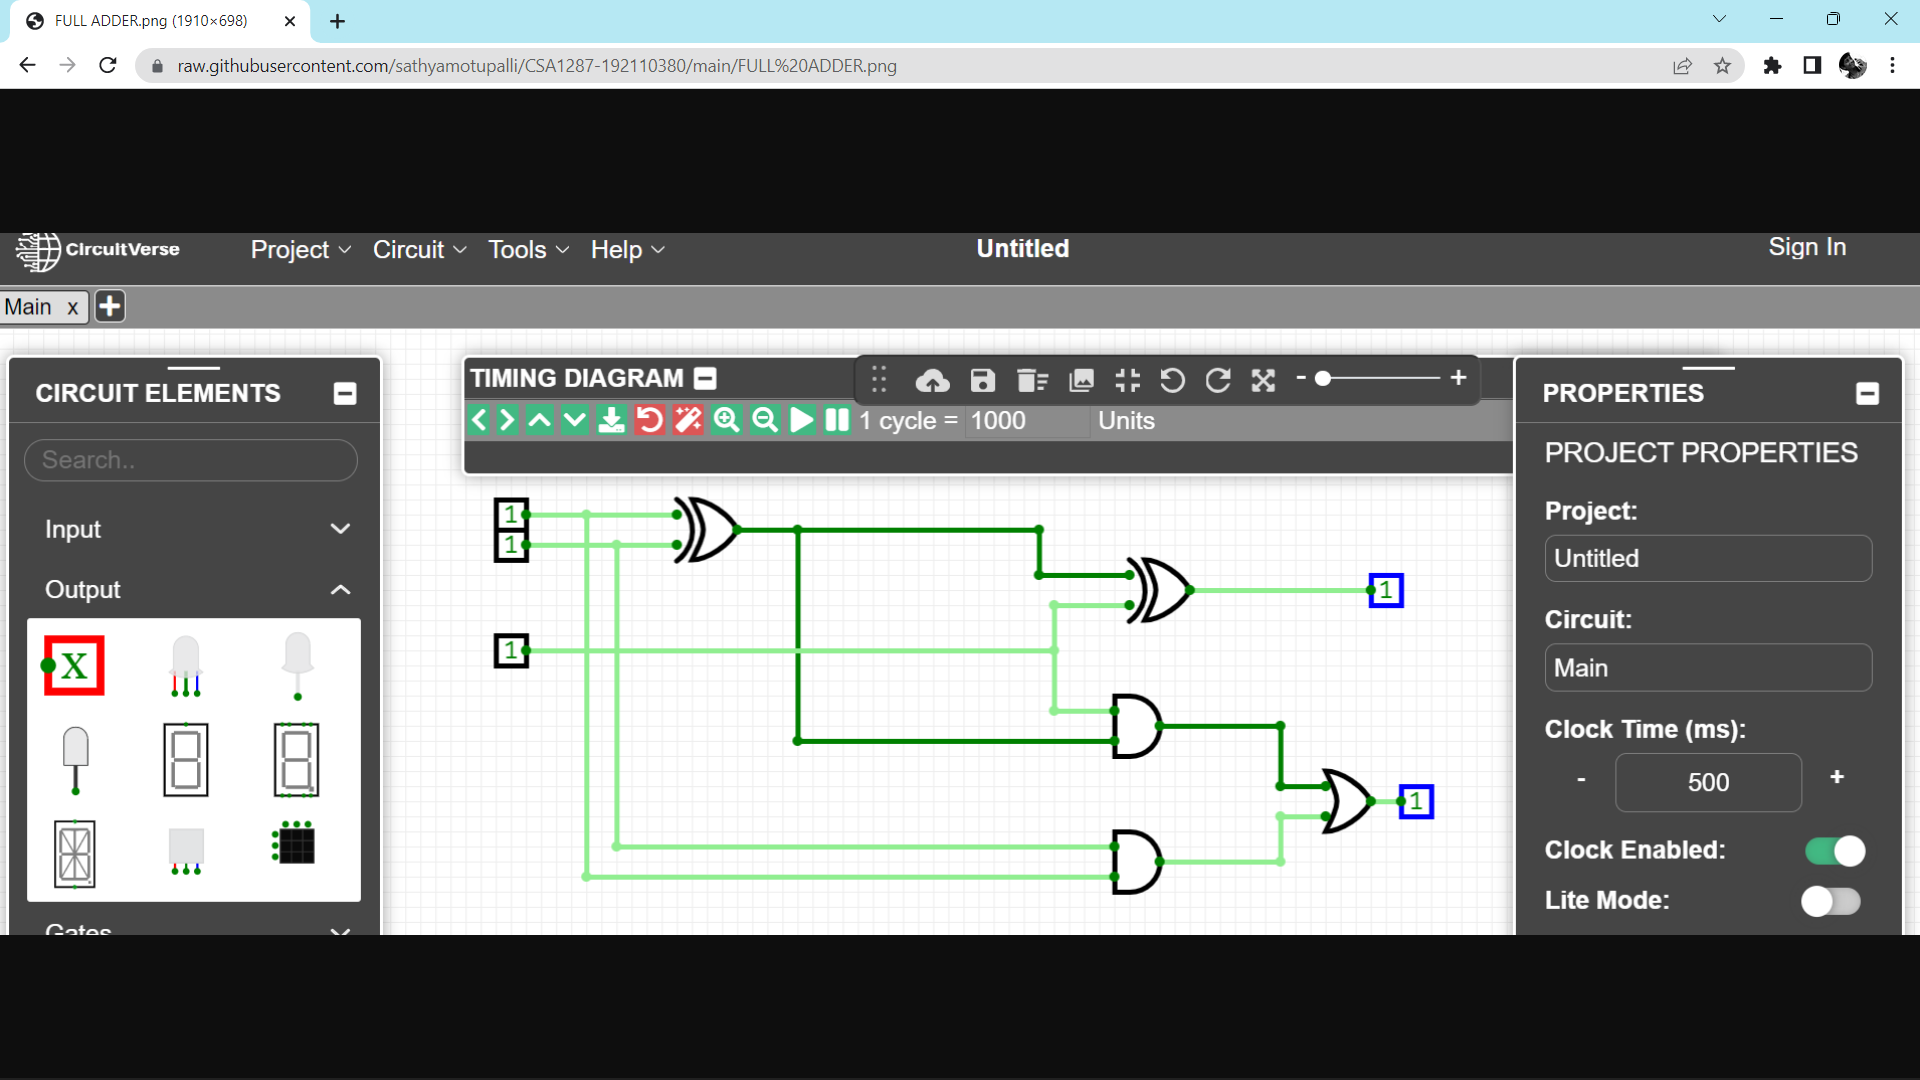 FULL ADDER.png (1910×698)
raw.githubusercontent.com/sathyamotupalli/CSA1287-192110380/main/FULL%20ADDER.png
CircuitVerse
Project
Circuit
Tools
Help
Untitled
Sign In
Main x
CIRCUIT ELEMENTS
Search..
Input
Output
X
Gates
TIMING DIAGRAM
1 cycle = 1000 Units
- +
1
1
1
1
1
PROPERTIES
PROJECT PROPERTIES
Project:
Untitled
Circuit:
Main
Clock Time (ms):
- 500 +
Clock Enabled:
Lite Mode: